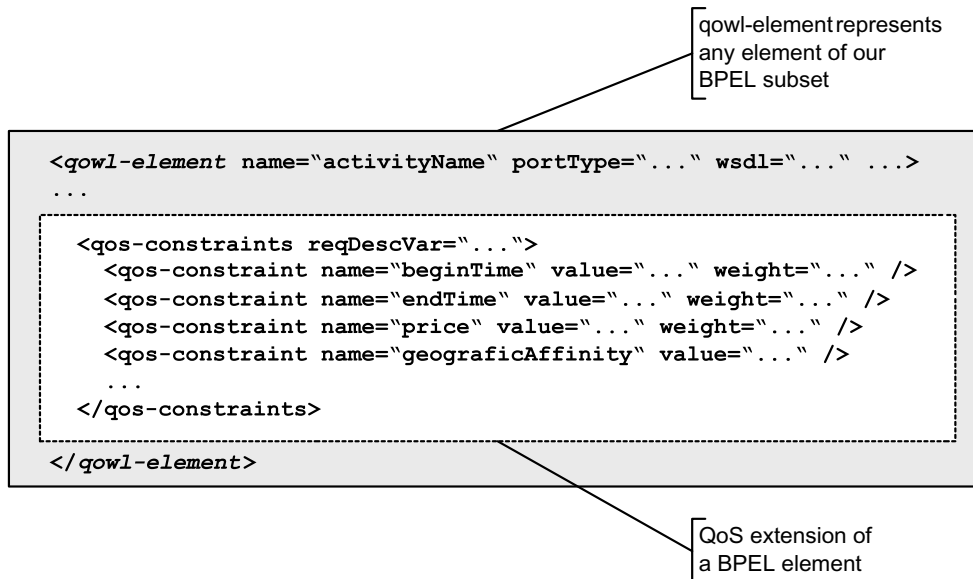 qowl-element represents
any element of our
BPEL subset
<qowl-element name=“activityName“ portType=“...“ wsdl=“...“ ...>
...
<qos-constraints reqDescVar=“...“>
<qos-constraint name=“beginTime“ value=“...“ weight=“...“ />
<qos-constraint name=“endTime“ value=“...“ weight=“...“ />
<qos-constraint name=“price“ value=“...“ weight=“...“ />
<qos-constraint name=“geograficAffinity“ value=“...“ />
...
</qos-constraints>
</qowl-element>
QoS extension of
a BPEL element